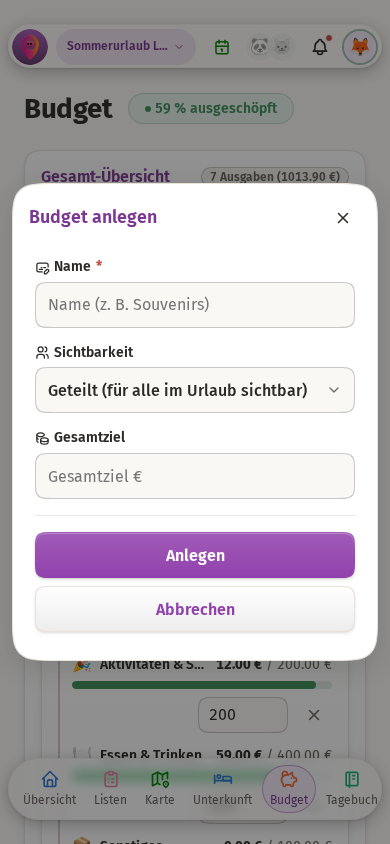 Sommerurlaub L...
Budget
59 % ausgeschöpft
Gesamt-Übersicht
7 Ausgaben (1013.90 €)
Budget anlegen
Name *
Name (z. B. Souvenirs)
Sichtbarkeit
Geteilt (für alle im Urlaub sichtbar)
Gesamtziel
Gesamtziel €
Anlegen
Abbrechen
Aktivitäten & S... 12.00 € / 200.00 €
200
Essen & Trinken 59.00 € / 400.00 €
Übersicht
Listen
Karte
Unterkunft
Budget
Tagebuch